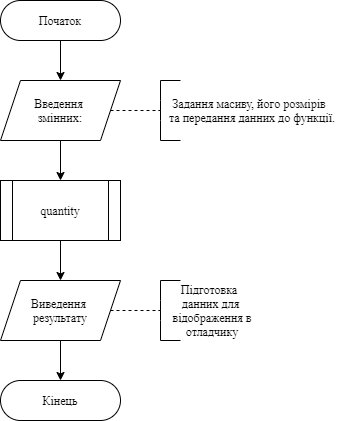 Початок
Введення
змінних:
Задання масиву, його розмірів
та передання данних до функції.
quantity
Виведення
результату
Підготовка
данних для
відображення в
отладчику
Кінець